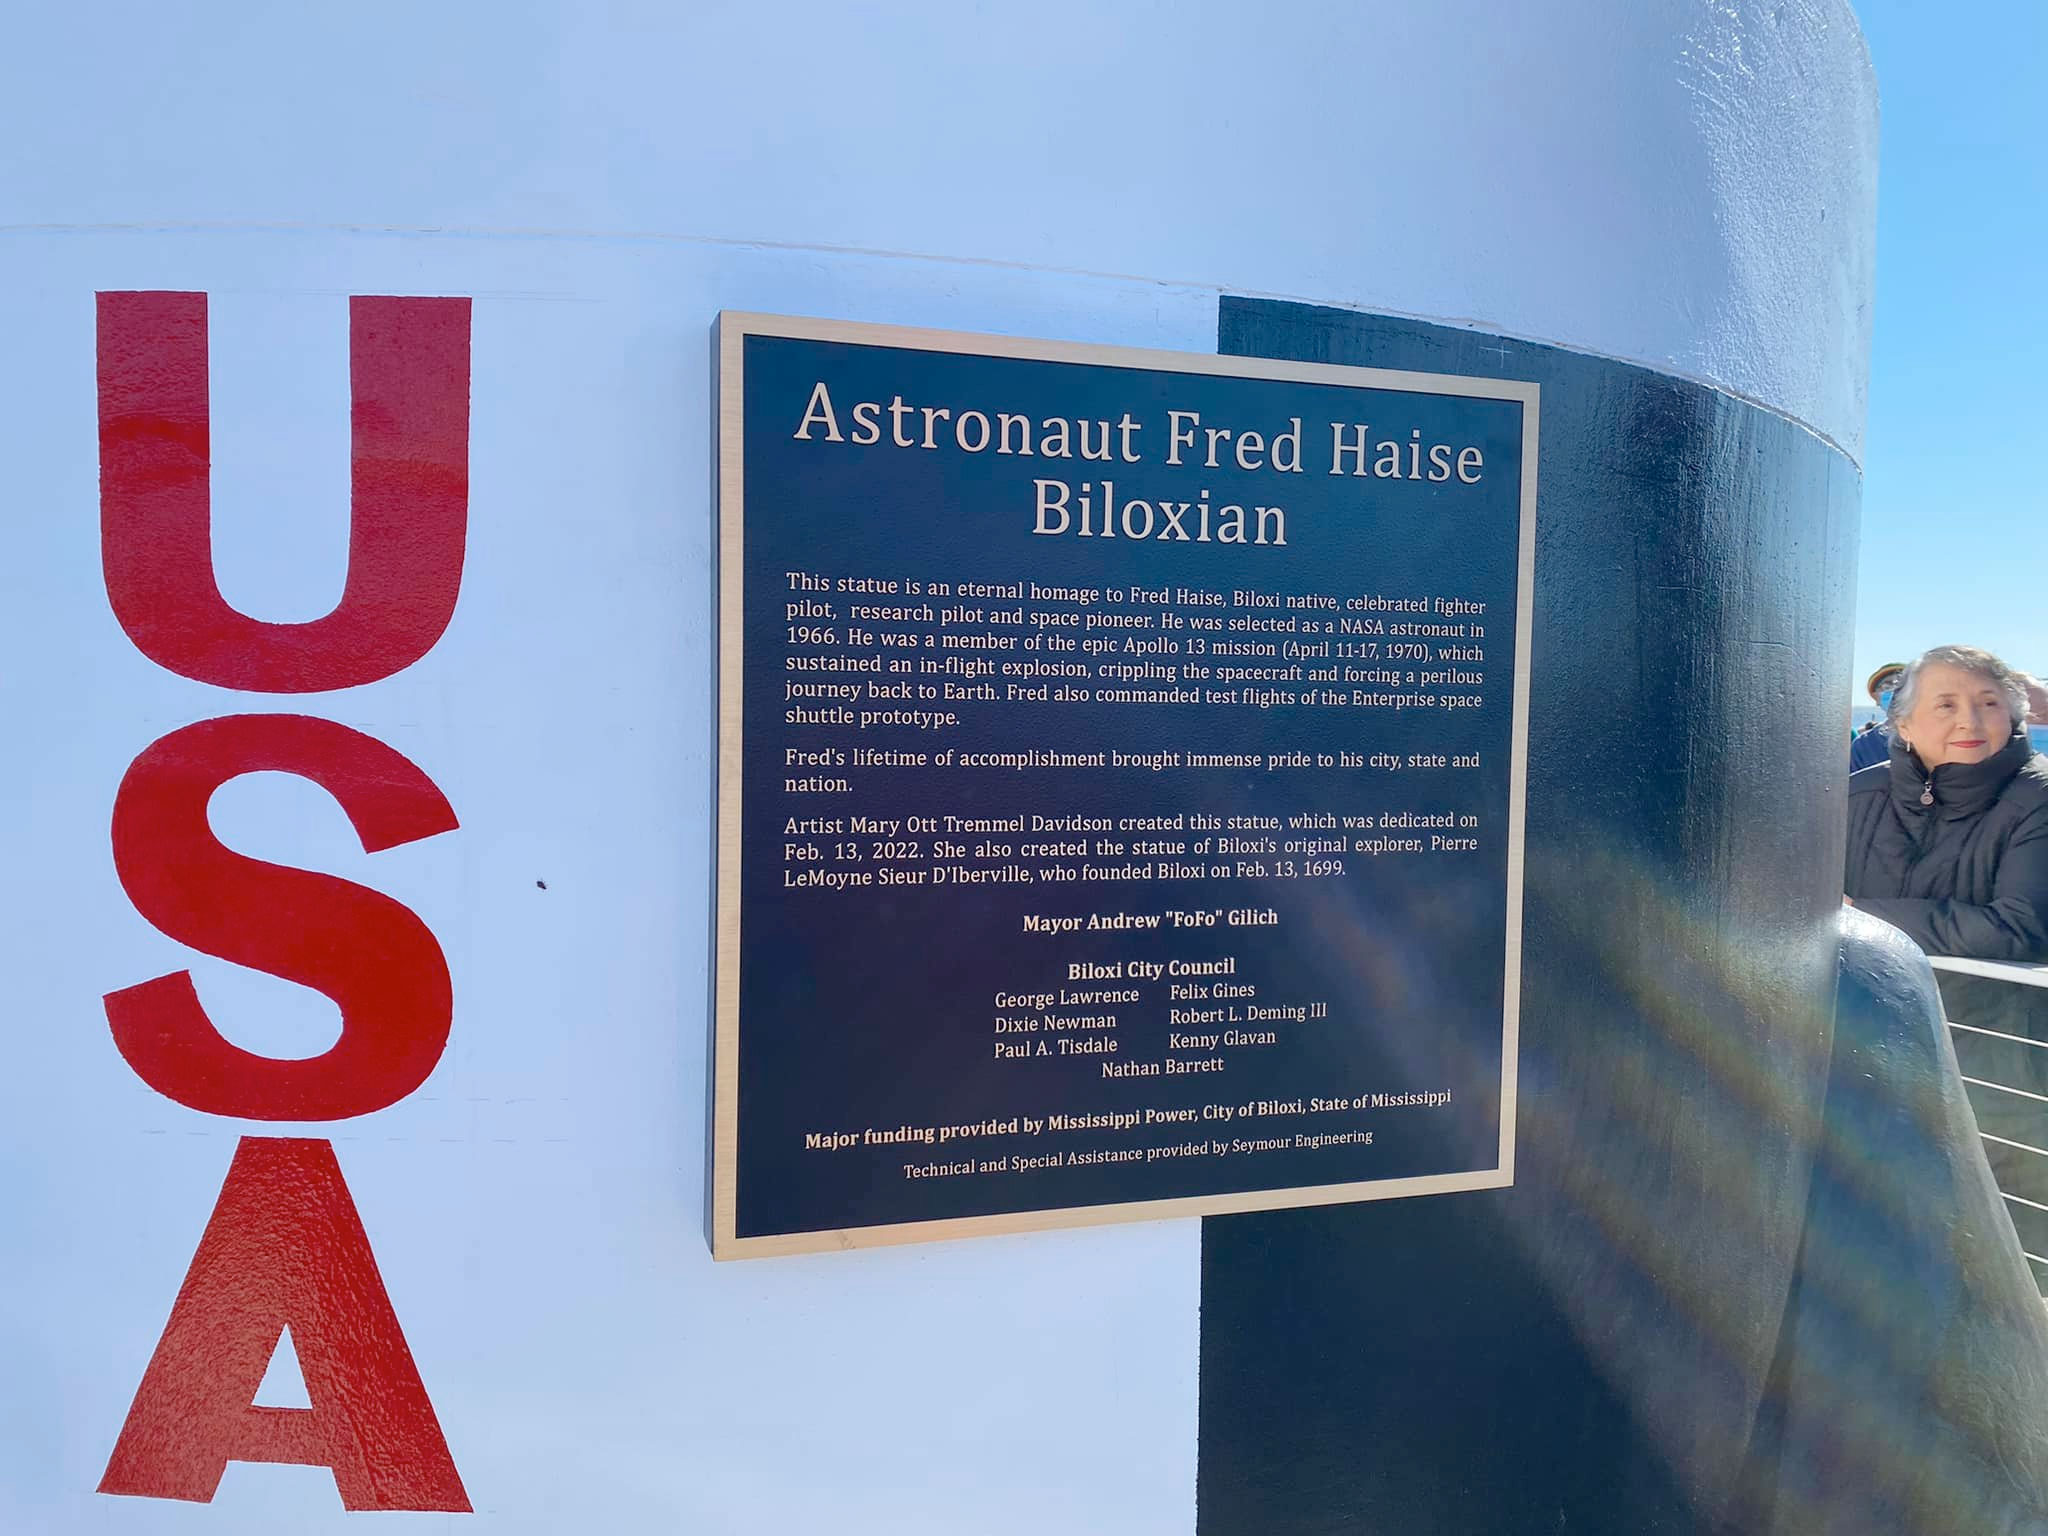 USA
Astronaut Fred Haise
Biloxian
This statue is an eternal homage to Fred Haise, Biloxi native, celebrated fighter
pilot, research pilot and space pioneer. He was selected as a NASA astronaut in
1966. He was a member of the epic Apollo 13 mission (April 11-17, 1970), which
sustained an in-flight explosion, crippling the spacecraft and forcing a perilous
journey back to Earth. Fred also commanded test flights of the Enterprise space
shuttle prototype.
Fred's lifetime of accomplishment brought immense pride to his city, state and
nation.
Artist Mary Ott Tremmel Davidson created this statue, which was dedicated on
Feb. 13, 2022. She also created the statue of Biloxi's original explorer, Pierre
LeMoyne Sieur D'Iberville, who founded Biloxi on Feb. 13, 1699.
Mayor Andrew "FoFo" Gilich
Biloxi City Council
George Lawrence Felix Gines
Dixie Newman Robert L. Deming III
Paul A. Tisdale Kenny Glavan
Nathan Barrett
Major funding provided by Mississippi Power, City of Biloxi, State of Mississippi
Technical and Special Assistance provided by Seymour Engineering